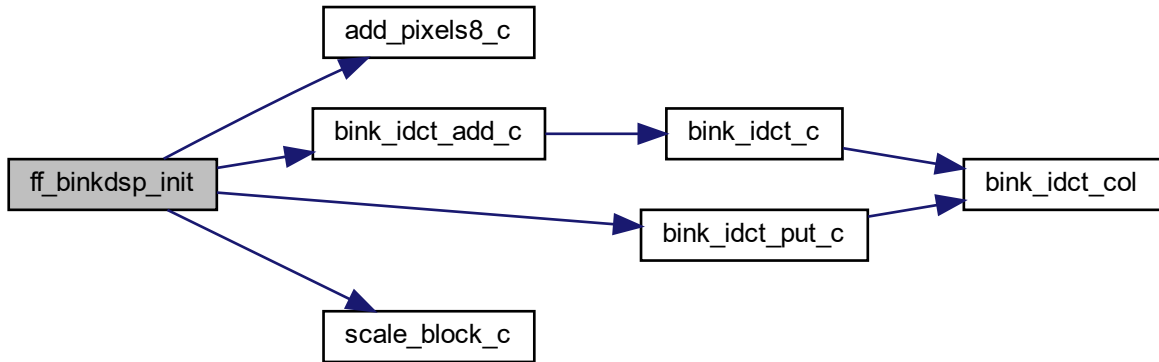 add_pixels8_c
bink_idct_add_c
bink_idct_c
ff_binkdsp_init
bink_idct_col
bink_idct_put_c
scale_block_c